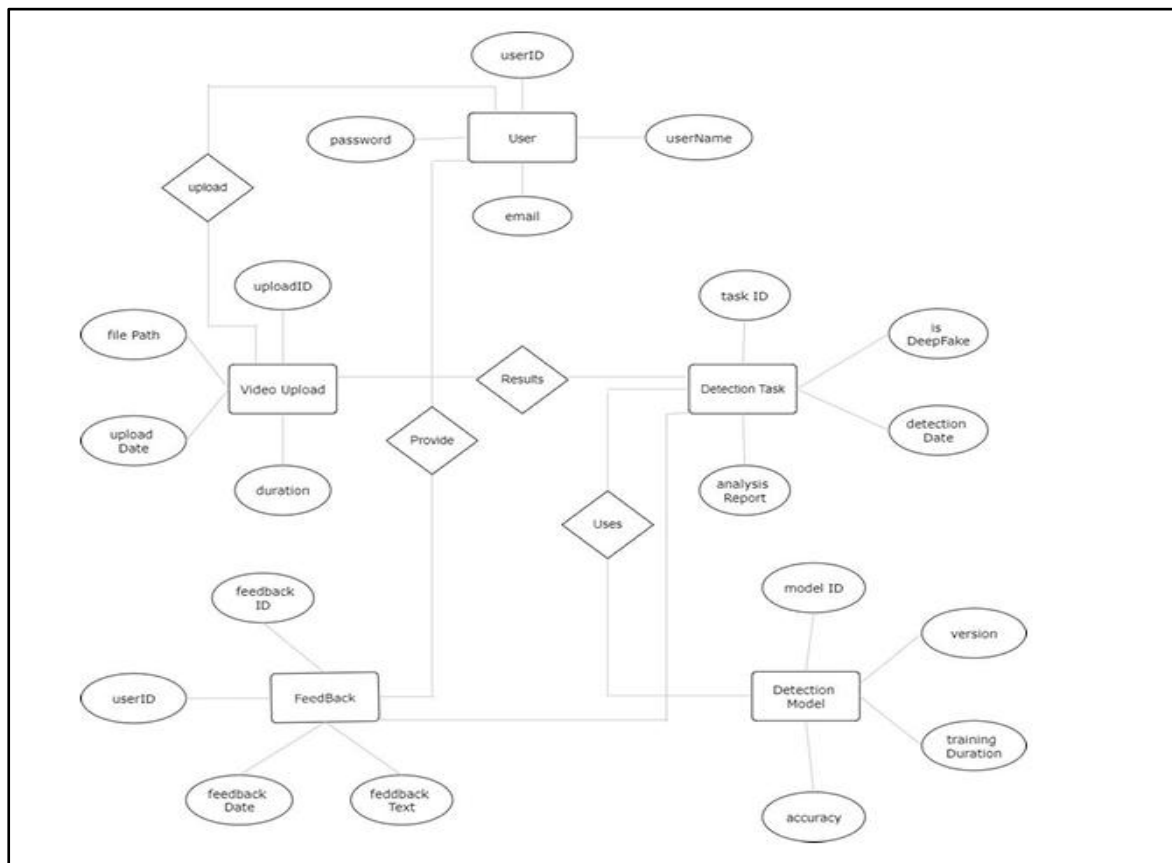 userID
password
User
userName
upload
email
uploadID
task ID
file Path
is
DeepFake
Video Upload
Results
Detection Task
upload
Date
Provide
detection
Date
duration
analysis
Report
Uses
feedback
ID
model ID
version
userID
FeedBack
Detection
Model
training
Duration
feedback
Date
feddback
Text
accuracy